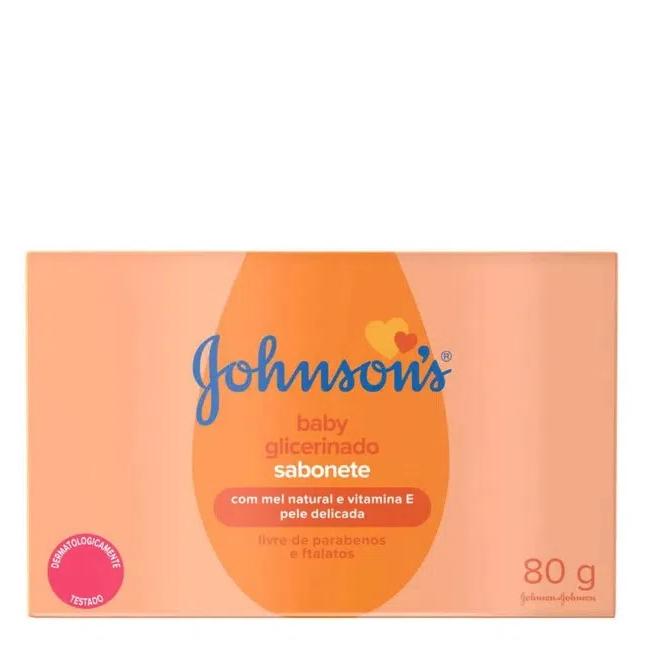 Johnson's®
baby
glicerinado
sabonete
com mel natural e vitamina E
pele delicada
livre de parabenos
e ftalatos
DERMATOLOGICAMENTE
TESTADO
80 g
Johnson&Johnson